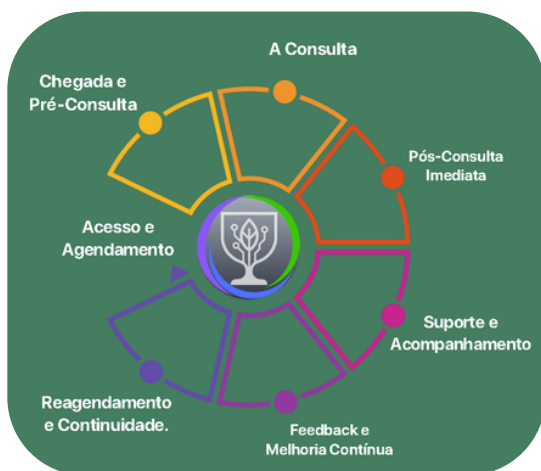 A Consulta
Chegada e
Pré-Consulta
Pós-Consulta
Imediata
Acesso e
Agendamento
Suporte e
Acompanhamento
Reagendamento
e Continuidade.
Feedback e
Melhoria Contínua